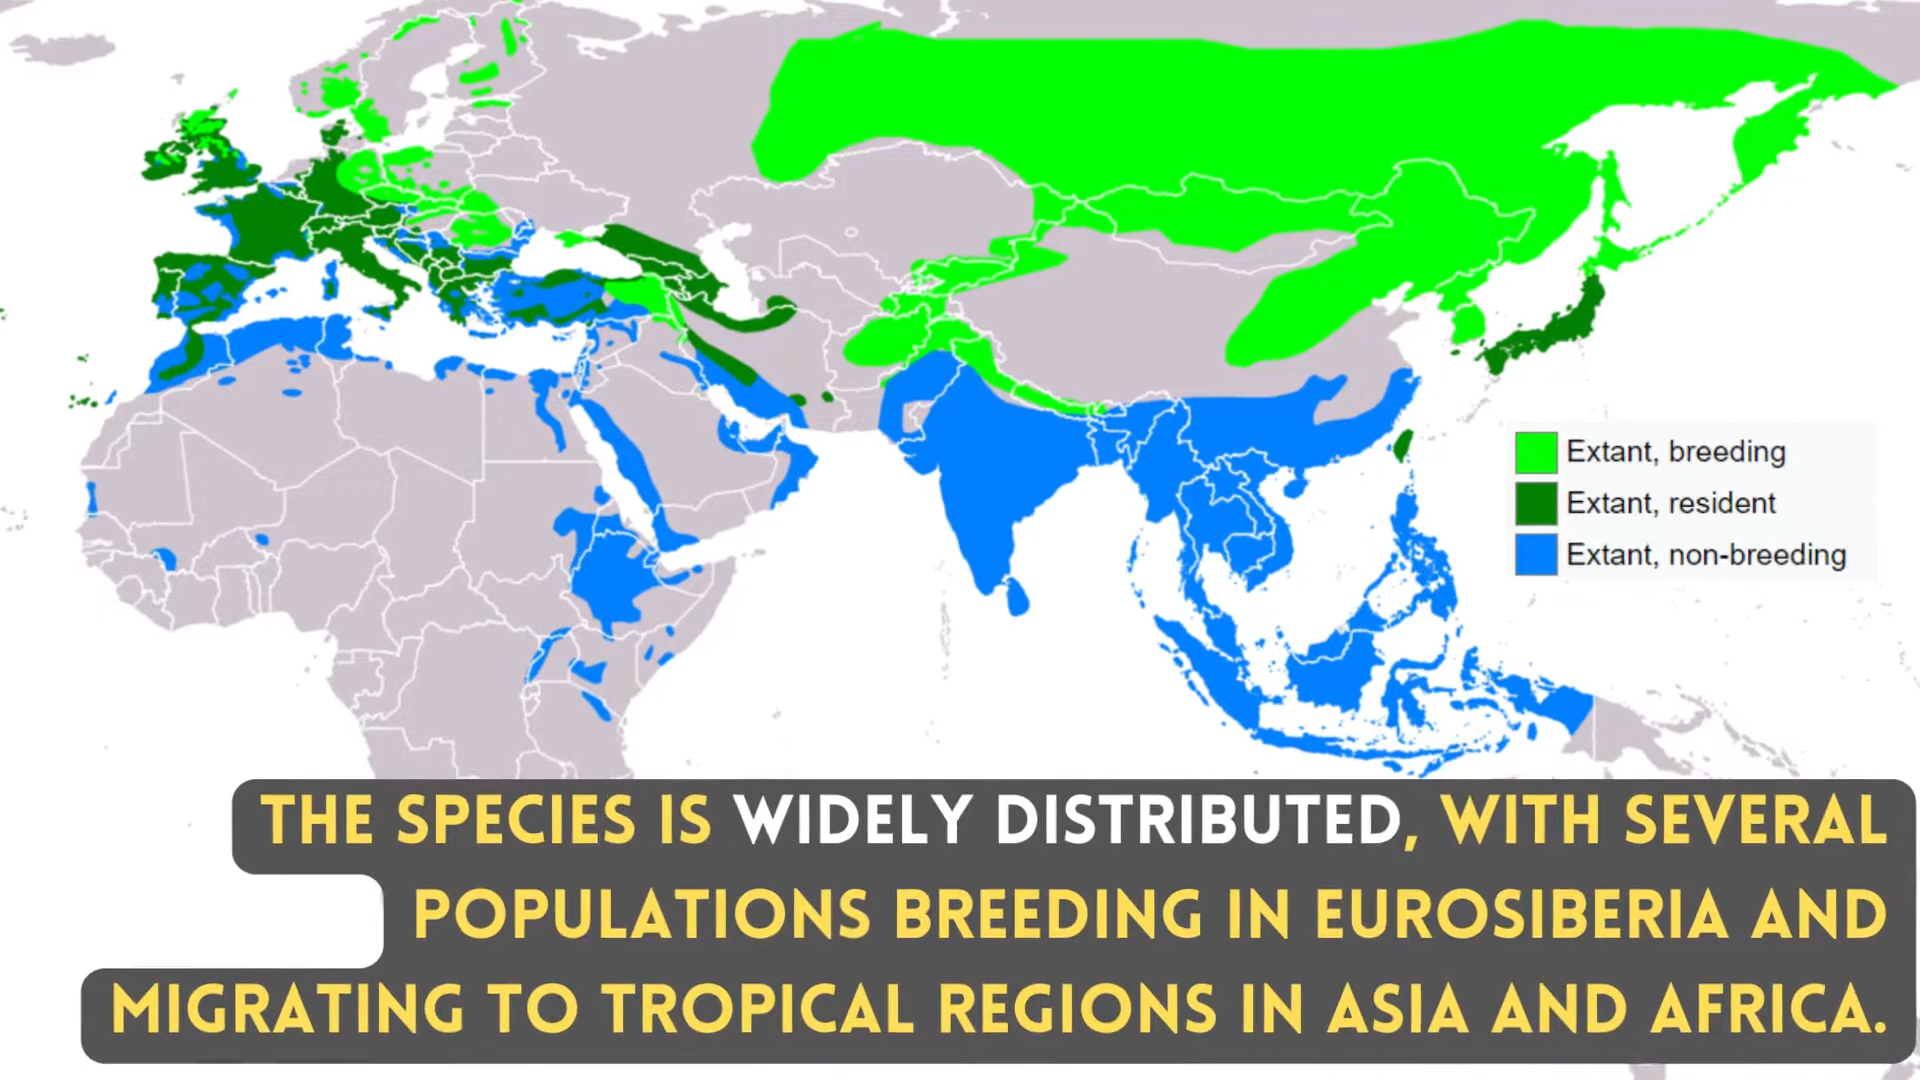 Extant, breeding
Extant, resident
Extant, non-breeding
THE SPECIES IS WIDELY DISTRIBUTED, WITH SEVERAL
POPULATIONS BREEDING IN EUROSIBERIA AND
MIGRATING TO TROPICAL REGIONS IN ASIA AND AFRICA.